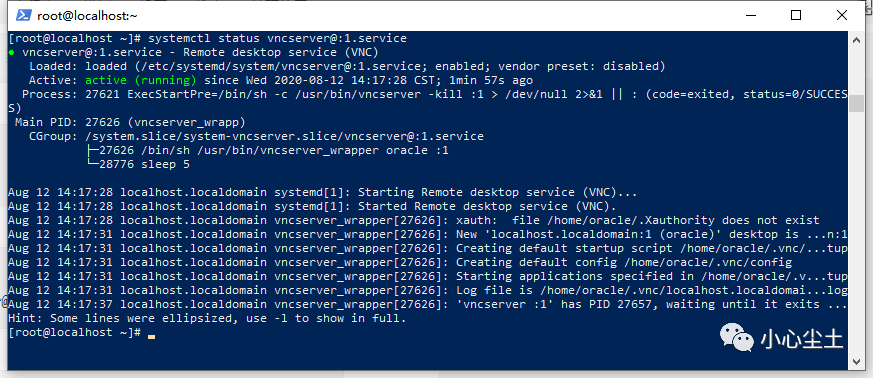 root@localhost:~
[root@localhost ~]# systemctl status vncserver@:1.service
● vncserver@:1.service - Remote desktop service (VNC)
Loaded: loaded (/etc/systemd/system/vncserver@:1.service; enabled; vendor preset: disabled)
Active: active (running) since Wed 2020-08-12 14:17:28 CST; 1min 57s ago
Process: 27621 ExecStartPre=/bin/sh -c /usr/bin/vncserver -kill :1 > /dev/null 2>&1 || : (code=exited, status=0/SUCCES
S)
Main PID: 27626 (vncserver_wrapp)
CGroup: /system.slice/system-vncserver.slice/vncserver@:1.service
├─27626 /bin/sh /usr/bin/vncserver_wrapper oracle :1
└─28776 sleep 5
Aug 12 14:17:28 localhost.localdomain systemd[1]: Starting Remote desktop service (VNC)...
Aug 12 14:17:28 localhost.localdomain systemd[1]: Started Remote desktop service (VNC).
Aug 12 14:17:28 localhost.localdomain vncserver_wrapper[27626]: xauth:  file /home/oracle/.Xauthority does not exist
Aug 12 14:17:31 localhost.localdomain vncserver_wrapper[27626]: New 'localhost.localdomain:1 (oracle)' desktop is ...n:1
Aug 12 14:17:31 localhost.localdomain vncserver_wrapper[27626]: Creating default startup script /home/oracle/.vnc/...tup
Aug 12 14:17:31 localhost.localdomain vncserver_wrapper[27626]: Creating default config /home/oracle/.vnc/config
Aug 12 14:17:31 localhost.localdomain vncserver_wrapper[27626]: Starting applications specified in /home/oracle/.v...tup
Aug 12 14:17:31 localhost.localdomain vncserver_wrapper[27626]: Log file is /home/oracle/.vnc/localhost.localdomai...log
Aug 12 14:17:37 localhost.localdomain vncserver_wrapper[27626]: 'vncserver :1' has PID 27657, waiting until it exits ...
Hint: Some lines were ellipsized, use -l to show in full.
[root@localhost ~]#
小心尘土